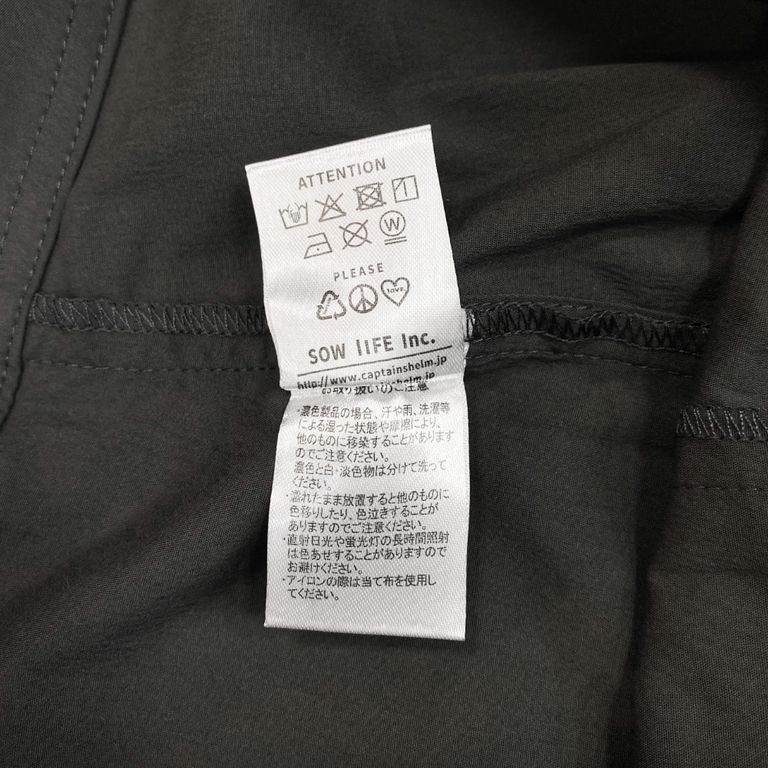 ATTENTION
W
PLEASE
love
SOW lIFE Inc.
http://www.captainshelm.jp
お取り扱いのご注意
・濃色製品の場合、汗や雨、洗濯等
による湿った状態や摩擦により、
他のものに移染することがあります
のでご注意ください。
濃色と白・淡色物は分けて洗って
ください。
・濡れたまま放置すると他のものに
色移りしたり、色泣きすることが
ありますのでご注意ください。
・直射日光や蛍光灯の長時間照射
は色あせすることがありますので
お避けください。
・アイロンの際は当て布を使用し
てください。